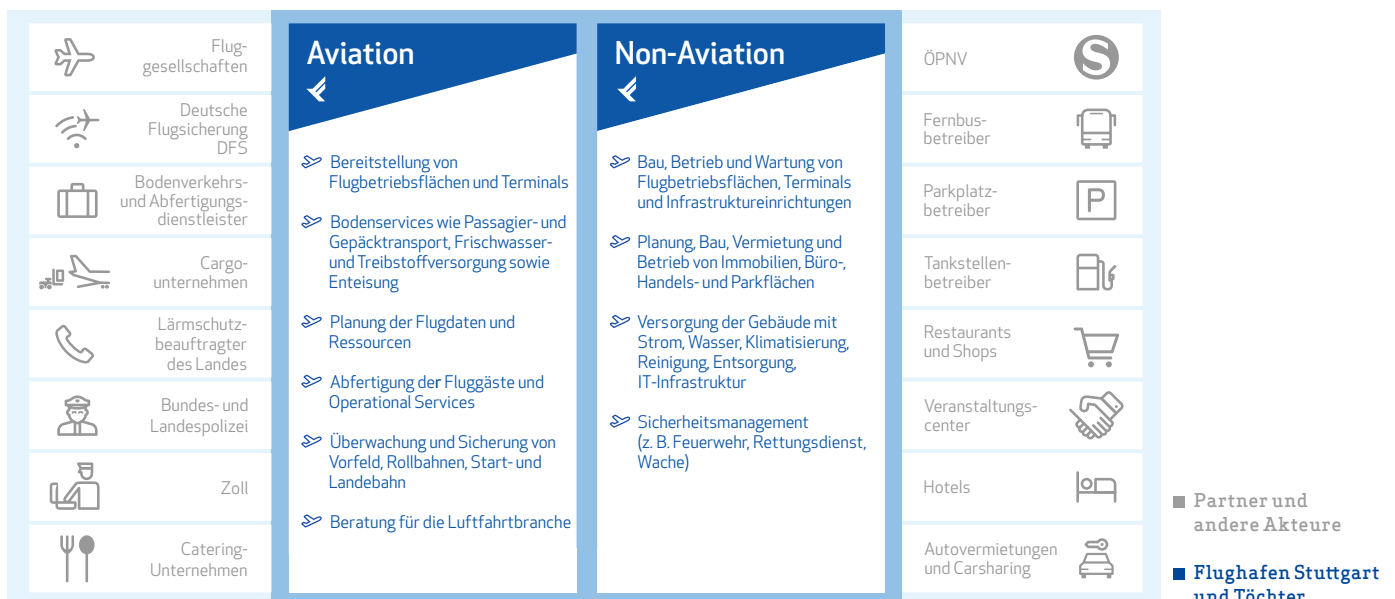 Flug-
gesellschaften
Deutsche
Flugsicherung
DFS
Bodenverkehrs-
und Abfertigungs-
dienstleister
Cargo-
unternehmen
Lärmschutz-
beauftragter
des Landes
Bundes- und
Landespolizei
Zoll
Catering-
Unternehmen
Aviation
Bereitstellung von
Flugbetriebsflächen und Terminals
Bodenservices wie Passagier- und
Gepäcktransport, Frischwasser-
und Treibstoffversorgung sowie
Enteisung
Planung der Flugdaten und
Ressourcen
Abfertigung der Fluggäste und
Operational Services
Überwachung und Sicherung von
Vorfeld, Rollbahnen, Start- und
Landebahn
Beratung für die Luftfahrtbranche
Non-Aviation
Bau, Betrieb und Wartung von
Flugbetriebsflächen, Terminals
und Infrastruktureinrichtungen
Planung, Bau, Vermietung und
Betrieb von Immobilien, Büro-,
Handels- und Parkflächen
Versorgung der Gebäude mit
Strom, Wasser, Klimatisierung,
Reinigung, Entsorgung,
IT-Infrastruktur
Sicherheitsmanagement
(z. B. Feuerwehr, Rettungsdienst,
Wache)
ÖPNV
S
Fernbus-
betreiber
Parkplatz-
betreiber
P
Tankstellen-
betreiber
Restaurants
und Shops
Veranstaltungs-
center
Hotels
Autovermietungen
und Carsharing
Partner und
andere Akteure
Flughafen Stuttgart
und Töchter